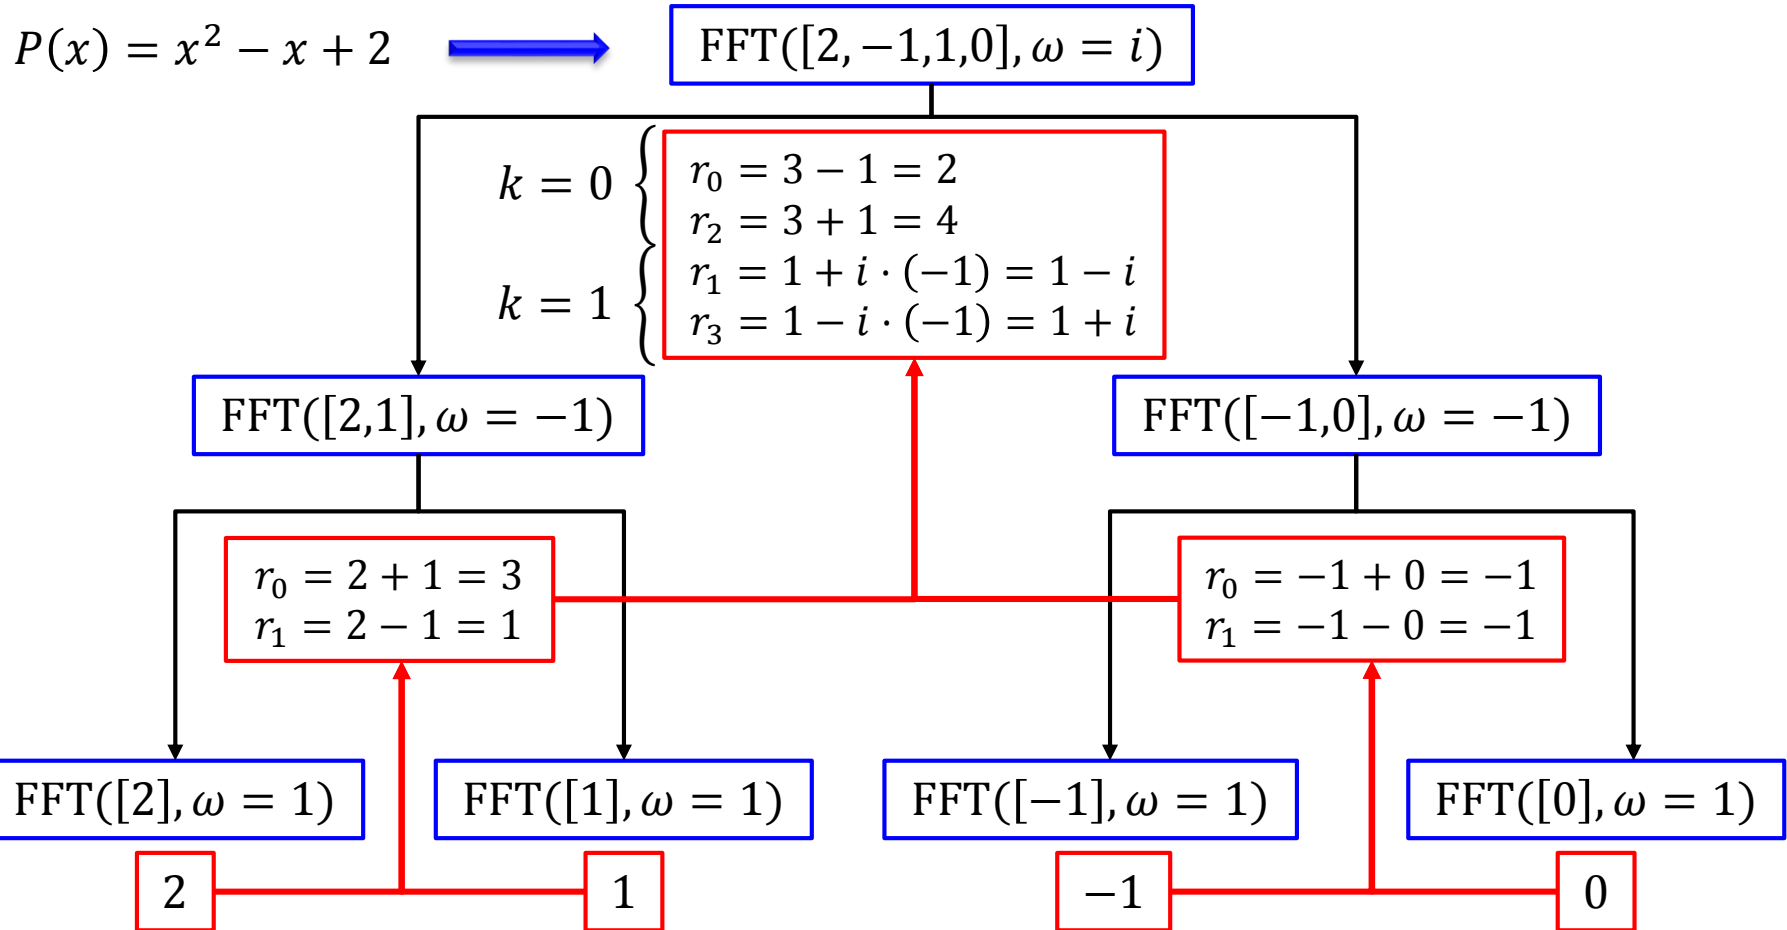 P(x) = x² − x + 2
FFT([2, −1,1,0], ω = i)
k = 0
r₀ = 3 − 1 = 2
r₂ = 3 + 1 = 4
k = 1
r₁ = 1 + i · (−1) = 1 − i
r₃ = 1 − i · (−1) = 1 + i
FFT([2,1], ω = −1)
FFT([−1,0], ω = −1)
r₀ = 2 + 1 = 3
r₁ = 2 − 1 = 1
r₀ = −1 + 0 = −1
r₁ = −1 − 0 = −1
FFT([2], ω = 1)
FFT([1], ω = 1)
FFT([−1], ω = 1)
FFT([0], ω = 1)
2
1
−1
0